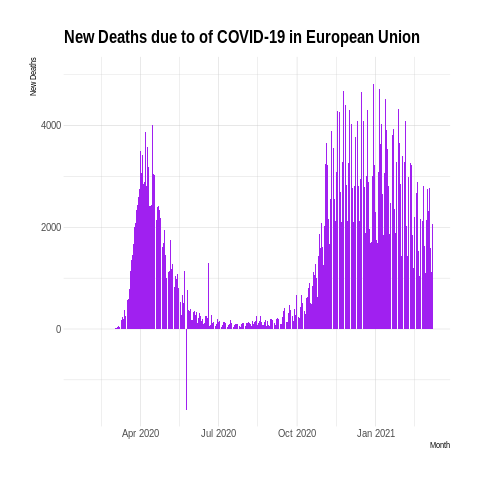 New Deaths due to of COVID-19 in European Union
New Deaths
4000
2000
0
Apr 2020 Jul 2020 Oct 2020 Jan 2021
Month